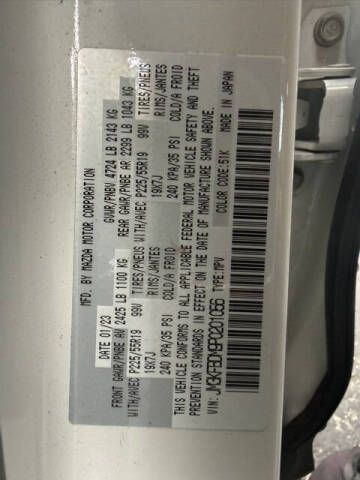 MFD. BY MAZDA MOTOR CORPORATION
DATE: 01/23 GVWR/PNBV 4724 LB 2143 KG
FRONT GAWR/PNBE AV 2425 LB 1100 KG REAR GAWR/PNBE AR 2299 LB 1043 KG
WITH/AVEC P225/55R19 99V TIRES/PNEUS WITH/AVEC P225/55R19 99V TIRES/PNEUS
19X7J RIMS/JANTES 19X7J RIMS/JANTES
240 KPA/35 PSI COLD/A FROID 240 KPA/35 PSI COLD/A FROID
THIS VEHICLE CONFORMS TO ALL APPLICABLE FEDERAL MOTOR VEHICLE SAFETY AND THEFT
PREVENTION STANDARDS IN EFFECT ON THE DATE OF MANUFACTURE SHOWN ABOVE.
COLOR CODE:51K MADE IN JAPAN
VIN: TYPE:MPV